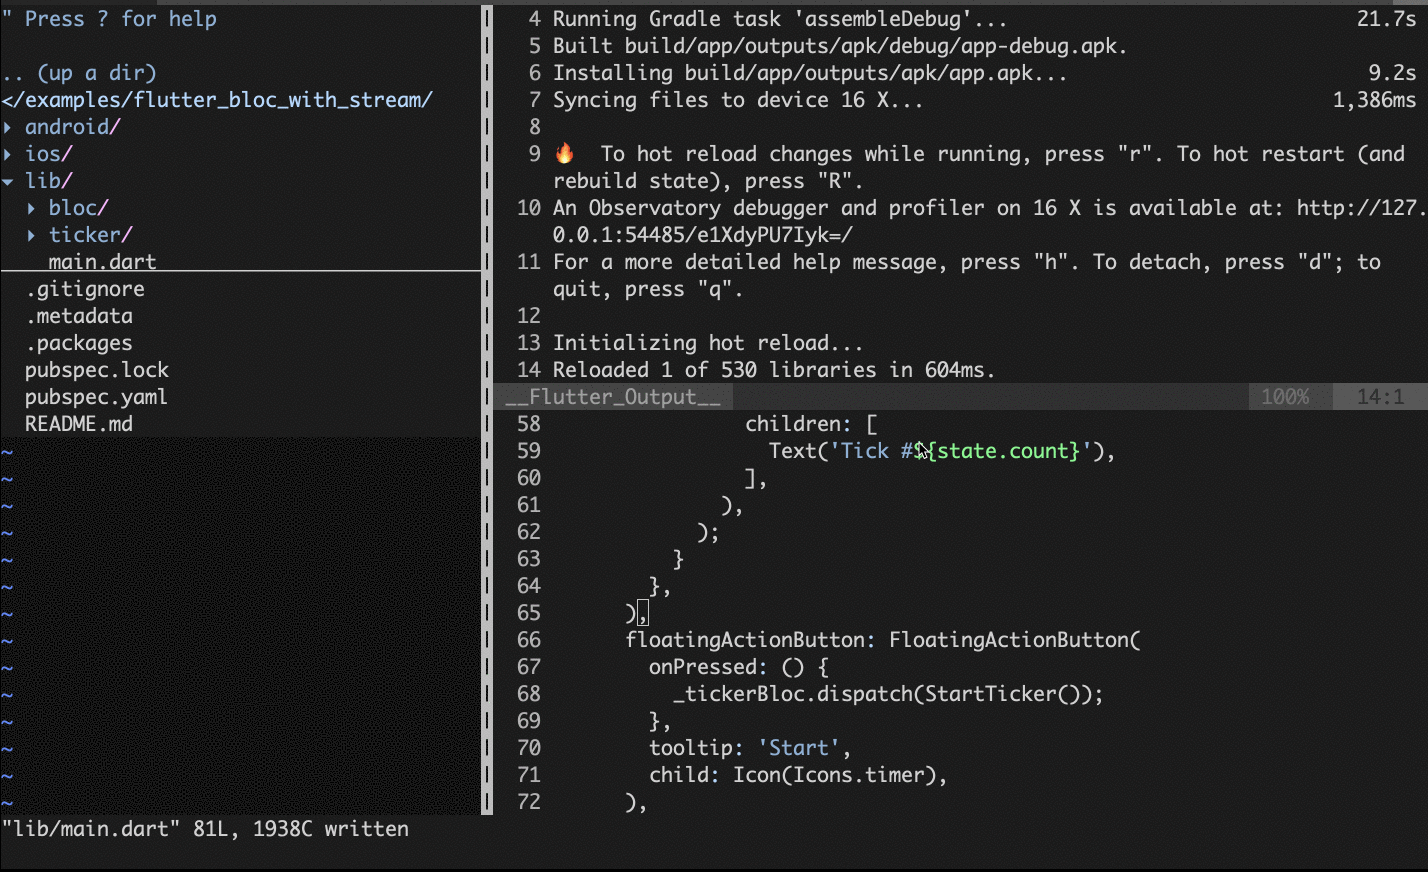 " Press ? for help
.. (up a dir)
</examples/flutter_bloc_with_stream/
▸ android/
▸ ios/
▾ lib/
▸ bloc/
▸ ticker/
main.dart
.gitignore
.metadata
.packages
pubspec.lock
pubspec.yaml
README.md
~
~
~
~
~
~
~
~
~
~
~
~
~
~
4 Running Gradle task 'assembleDebug'... 21.7s
5 Built build/app/outputs/apk/debug/app-debug.apk.
6 Installing build/app/outputs/apk/app.apk... 9.2s
7 Syncing files to device 16 X... 1,386ms
8
9 🔥 To hot reload changes while running, press "r". To hot restart (and
rebuild state), press "R".
10 An Observatory debugger and profiler on 16 X is available at: http://127.
0.0.1:54485/e1XdyPU7Iyk=/
11 For a more detailed help message, press "h". To detach, press "d"; to
quit, press "q".
12
13 Initializing hot reload...
14 Reloaded 1 of 530 libraries in 604ms.
__Flutter_Output__ 100% 14:1
58 children: [
59 Text('Tick #${state.count}'),
60 ],
61 ),
62 );
63 }
64 },
65 ),
66 floatingActionButton: FloatingActionButton(
67 onPressed: () {
68 _tickerBloc.dispatch(StartTicker());
69 },
70 tooltip: 'Start',
71 child: Icon(Icons.timer),
72 ),
"lib/main.dart" 81L, 1938C written